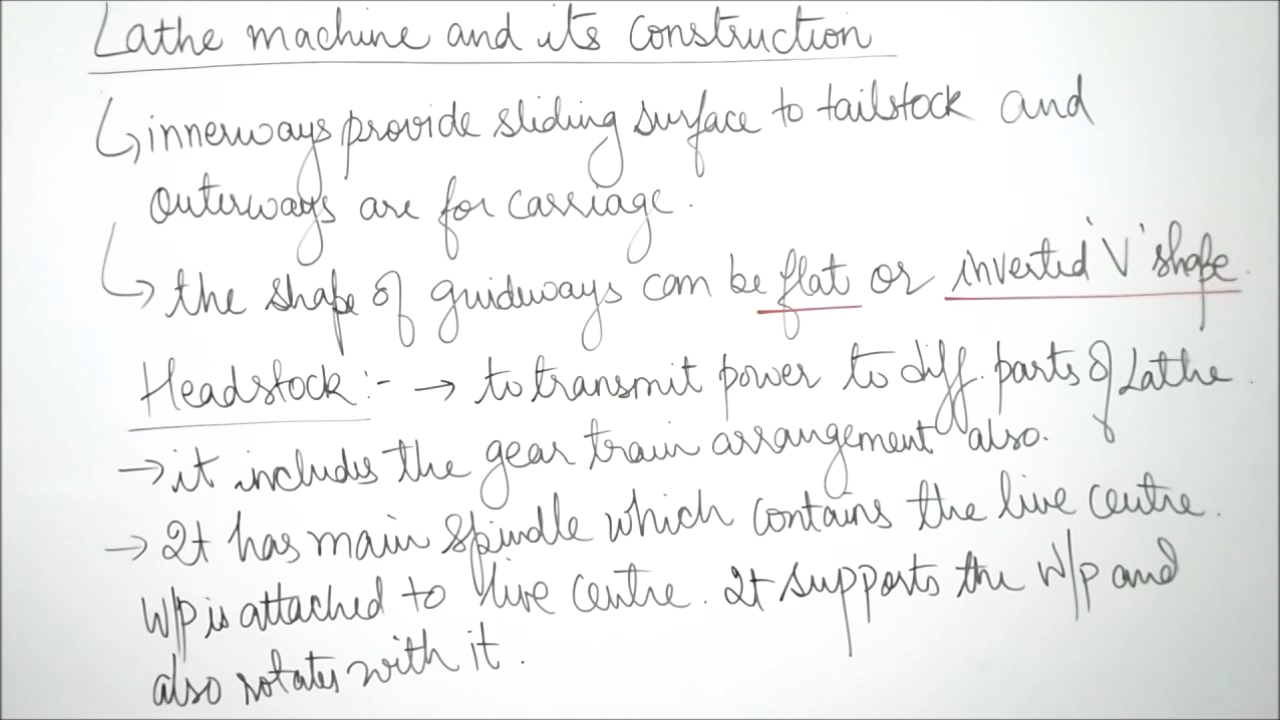 Lathe machine and its construction
↳ innerways provide sliding surface to tailstock and
outerways are for carriage.
↳ the shape of guideways can be flat or inverted 'V' shape.
Headstock :- → to transmit power to diff. parts of Lathe.
→ it includes the gear train arrangement also.
→ It has main spindle which contains the live centre.
W/p is attached to live centre. It supports the W/p and
also rotates with it.